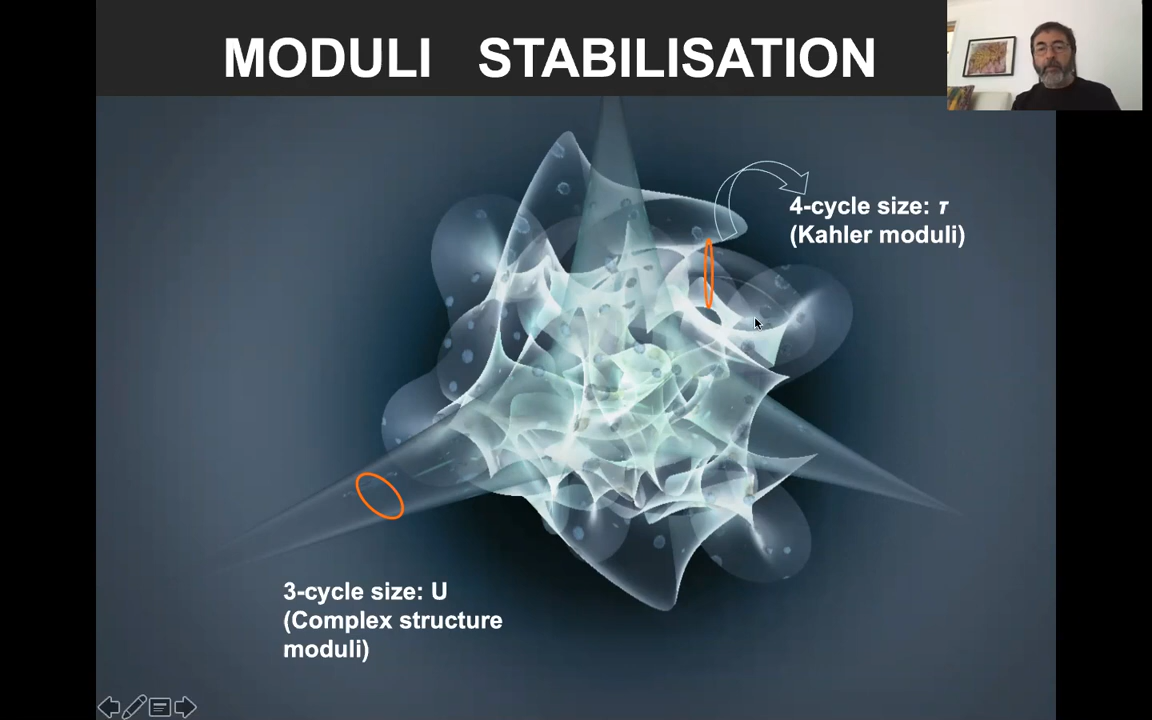 MODULI STABILISATION
4-cycle size: τ
(Kahler moduli)
3-cycle size: U
(Complex structure
moduli)